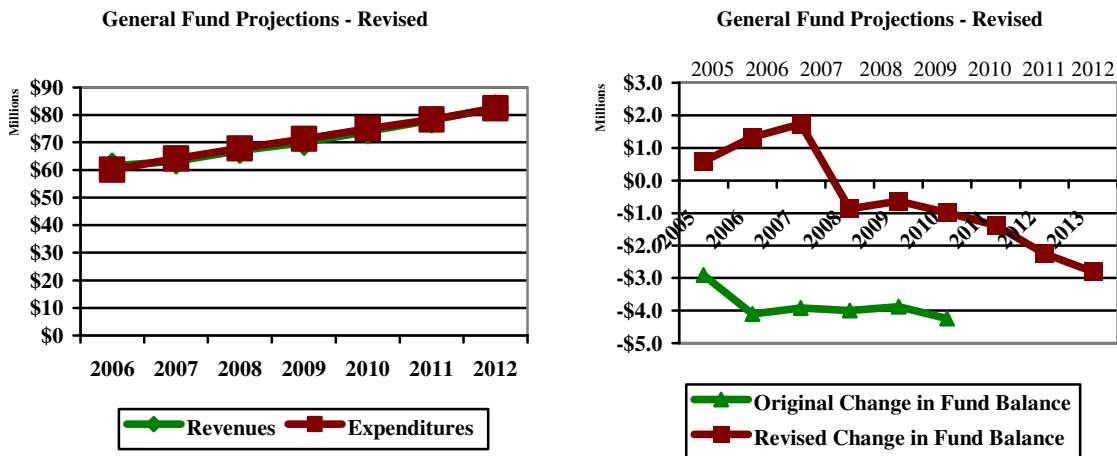 General Fund Projections - Revised
Millions
$90
$80
$70
$60
$50
$40
$30
$20
$10
$0
2006 2007 2008 2009 2010 2011 2012
Revenues Expenditures
General Fund Projections - Revised
2005 2006 2007 2008 2009 2010 2011 2012
Millions
$3.0
$2.0
$1.0
$0.0
-$1.0
-$2.0
-$3.0
-$4.0
-$5.0
2005 2006 2007 2008 2009 2010 2011 2012 2013
Original Change in Fund Balance
Revised Change in Fund Balance